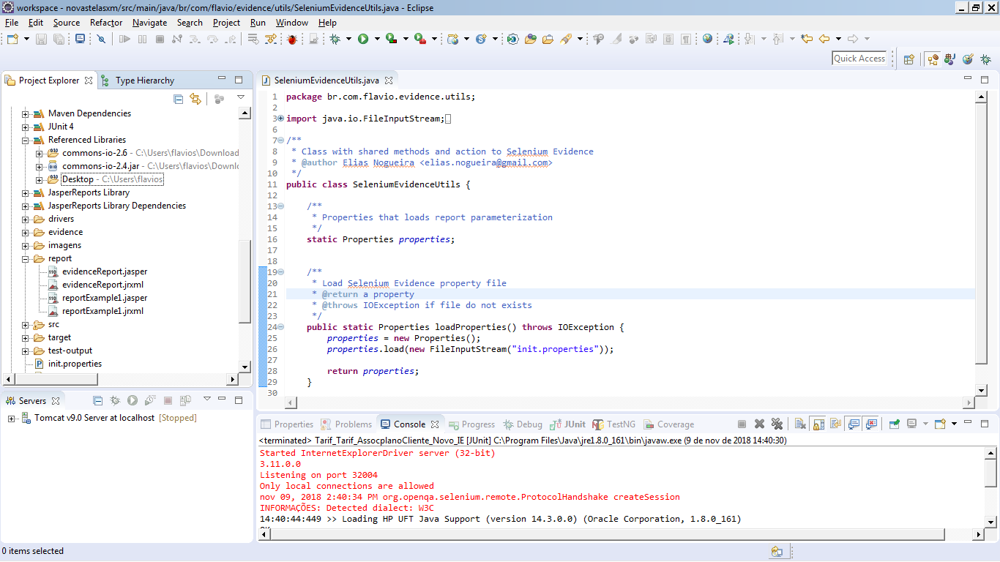 workspace - novastelasxm/src/main/java/br/com/flavio/evidence/utils/SeleniumEvidenceUtils.java - Eclipse
File Edit Source Refactor Navigate Search Project Run Window Help
Quick Access
Project Explorer
Type Hierarchy
Maven Dependencies
JUnit 4
Referenced Libraries
commons-io-2.6 - C:\Users\flavios\Download
commons-io-2.4.jar - C:\Users\flavios\Downlo
Desktop - C:\Users\flavios
JasperReports Library
JasperReports Library Dependencies
drivers
evidence
imagens
report
evidenceReport.jasper
evidenceReport.jrxml
reportExample1.jasper
reportExample1.jrxml
src
target
test-output
init.properties
Servers
Tomcat v9.0 Server at localhost [Stopped]
SeleniumEvidenceUtils.java
1 package br.com.flavio.evidence.utils;
2
3 import java.io.FileInputStream;
6
7 /**
8 * Class with shared methods and action to Selenium Evidence
9 * @author Elias Nogueira <elias.nogueira@gmail.com>
10 */
11 public class SeleniumEvidenceUtils {
12
13 /**
14 * Properties that loads report parameterization
15 */
16 static Properties properties;
17
18
19 /**
20 * Load Selenium Evidence property file
21 * @return a property
22 * @throws IOException if file do not exists
23 */
24 public static Properties loadProperties() throws IOException {
25 properties = new Properties();
26 properties.load(new FileInputStream("init.properties"));
27
28 return properties;
29 }
30
Properties Problems Console Progress Debug JUnit TestNG Coverage
<terminated> Tarif_Tarif_AssocplanoCliente_Novo_IE [JUnit] C:\Program Files\Java\jre1.8.0_161\bin\javaw.exe (9 de nov de 2018 14:40:30)
Started InternetExplorerDriver server (32-bit)
3.11.0.0
Listening on port 32004
Only local connections are allowed
nov 09, 2018 2:40:34 PM org.openqa.selenium.remote.ProtocolHandshake createSession
INFORMAÇÕES: Detected dialect: W3C
14:40:44:449 >> Loading HP UFT Java Support (version 14.3.0.0) (Oracle Corporation, 1.8.0_161)
0 items selected